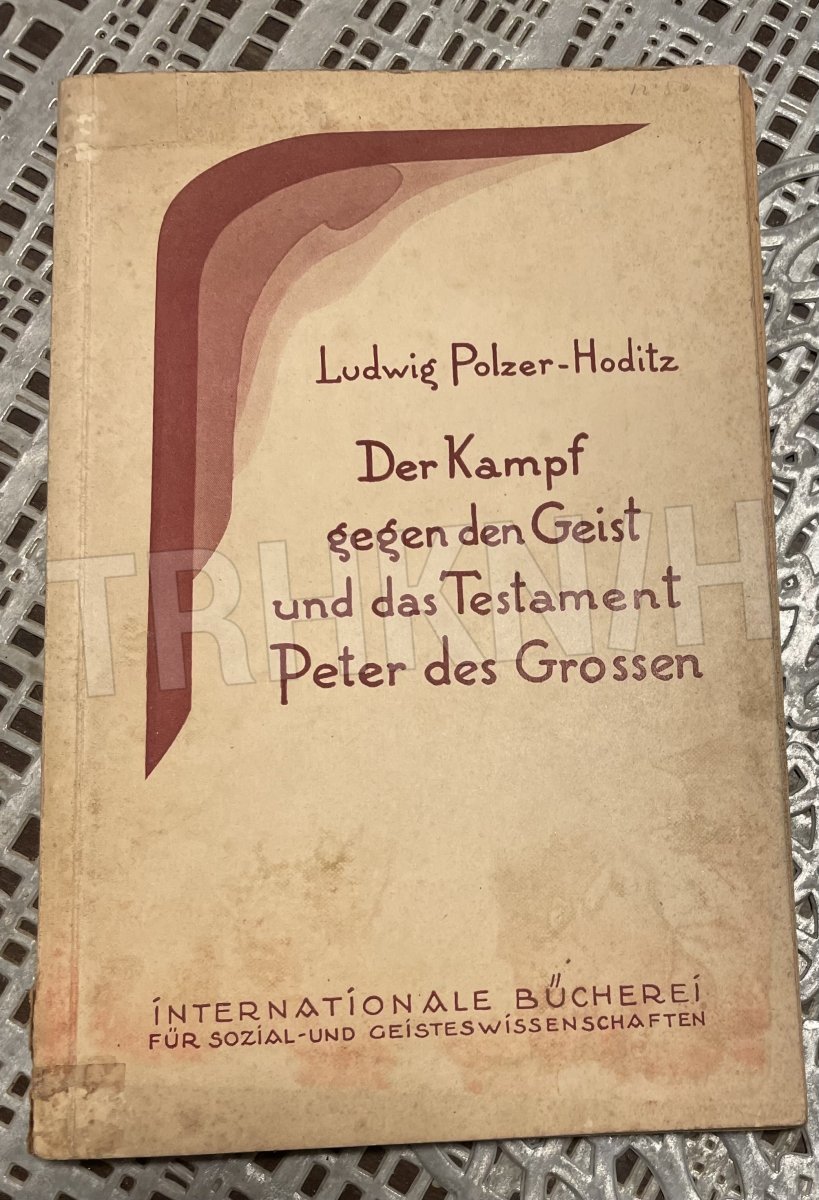 Ludwig Polzer-Hoditz
Der Kampf
gegen den Geist
und das Testament
Peter des Grossen
TRHKN/H
INTERNATIONALE BÜCHEREI
FÜR SOZIAL-UND GEISTESWISSENSCHAFTEN